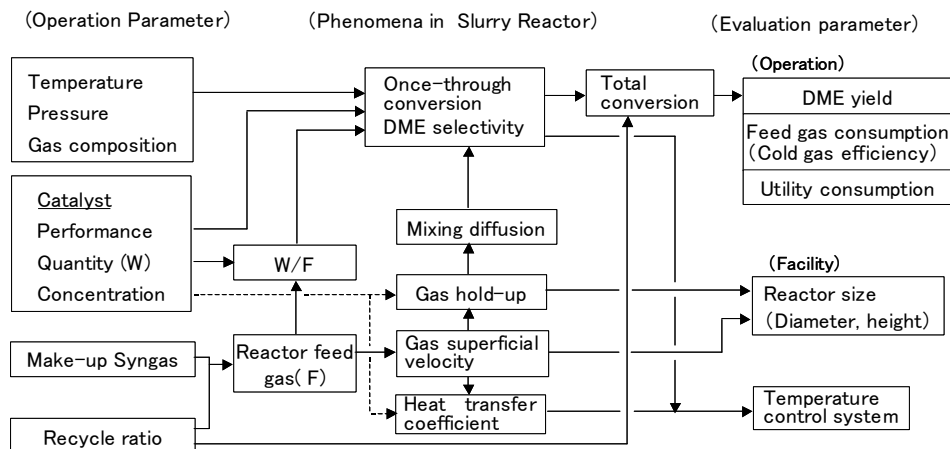 (Operation Parameter)
(Phenomena in Slurry Reactor)
(Evaluation parameter)
Temperature
Pressure
Gas composition
Catalyst
Performance
Quantity (W)
Concentration
Make-up Syngas
Recycle ratio
W/F
Reactor feed
gas( F)
Once-through
conversion
DME selectivity
Mixing diffusion
Gas hold-up
Gas superficial
velocity
Heat transfer
coefficient
Total
conversion
(Operation)
DME yield
Feed gas consumption
(Cold gas efficiency)
Utility consumption
(Facility)
Reactor size
(Diameter, height)
Temperature
control system